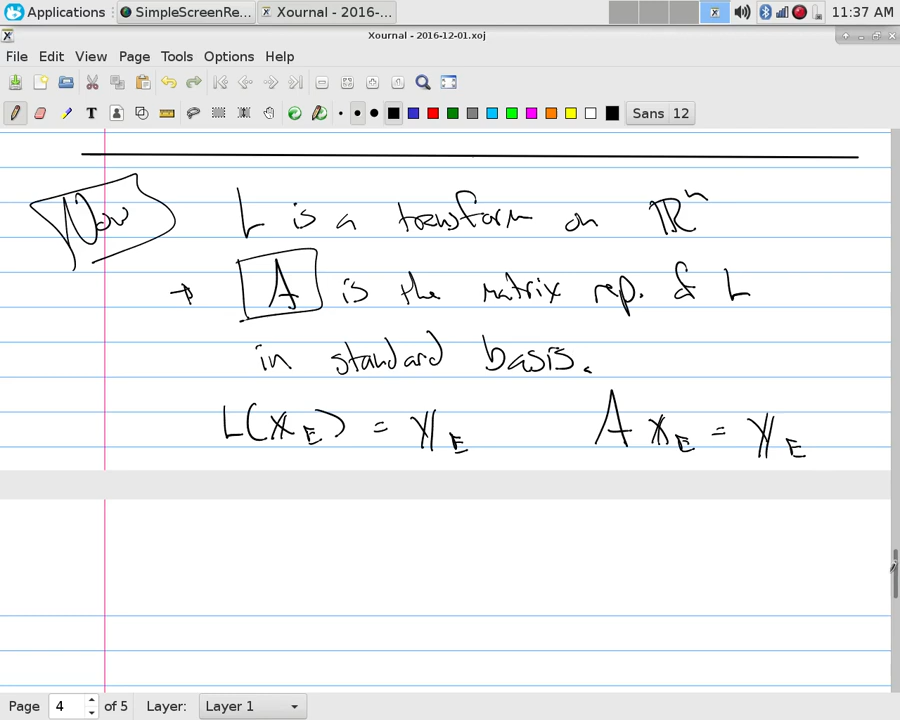 Applications SimpleScreenRe... Xournal - 2016-... 11:37 AM
Xournal - 2016-12-01.xoj
File Edit View Page Tools Options Help
Sans 12
Now L is a transform on ℝⁿ
→ A is the matrix rep. of L
in standard basis.
L(𝕩_E) = 𝕪_E A 𝕩_E = 𝕪_E
Page 4 of 5 Layer: Layer 1